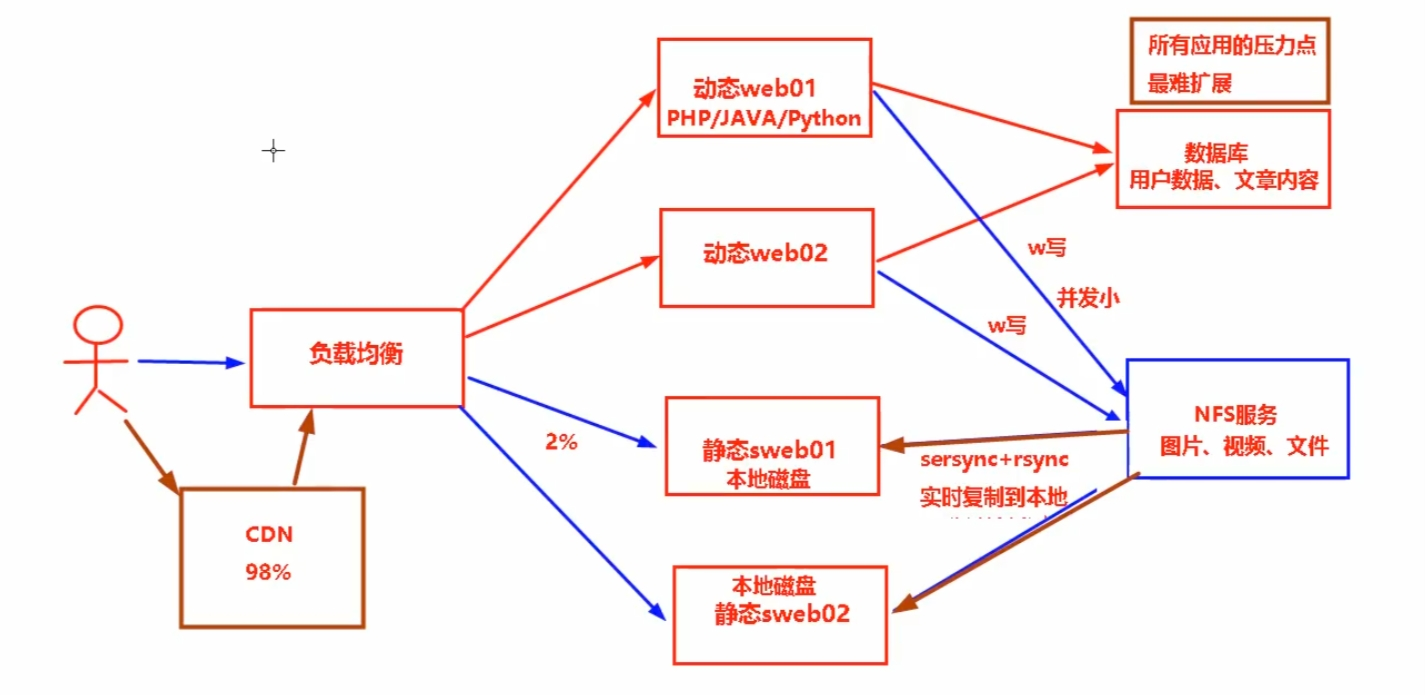 所有应用的压力点
最难扩展
动态web01
PHP/JAVA/Python
数据库
用户数据、文章内容
动态web02
w写
并发小
w写
负载均衡
2%
静态sweb01
本地磁盘
sersync+rsync
实时复制到本地
NFS服务
图片、视频、文件
CDN
98%
本地磁盘
静态sweb02